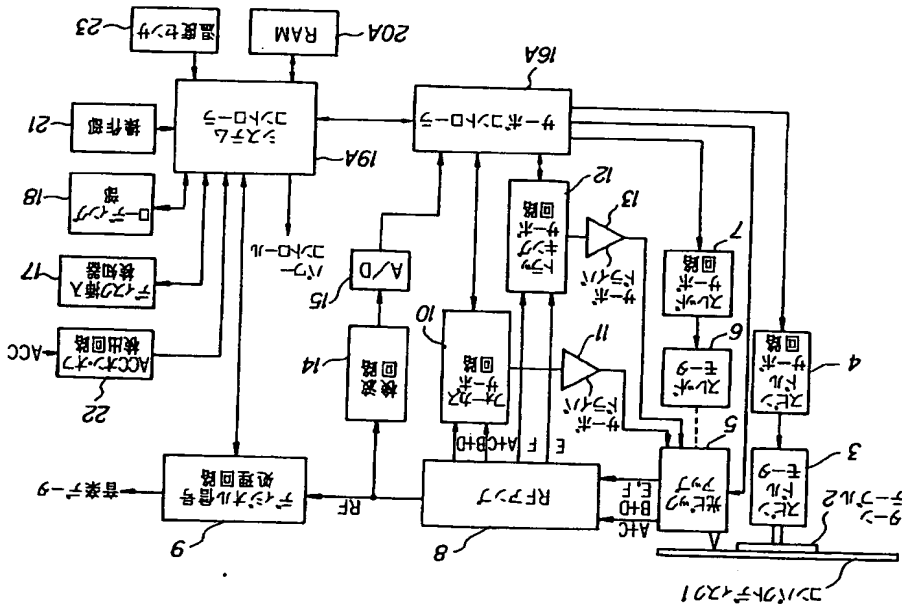 コンパクトディスク1
ターン
テーブル2
スピン
ドル
モータ
3
光ピック
アップ
5
A+C
B+D
E,F
RFアンプ
8
RF
ディジタル信号
処理回路
9
音楽データ
スピン
ドル
サーボ
回路
4
スレッド
モータ
6
スレッド
サーボ
回路
7
サーボ
ドライバ
11
サーボ
ドライバ
13
E
F
A+C
B+D
フォーカス
サーボ
回路
10
トラッ
キング
サーボ
回路
12
検波
回路
14
A/D
15
パワー
コントロール
ACCオン・オフ
検出回路
22
ACC
ディスク挿入
検知器
17
ローディング
部
18
操作部
21
サーボコントロー
ラ
16A
システム
コントロー
ラ
19A
RAM
20A
温度センサ
23